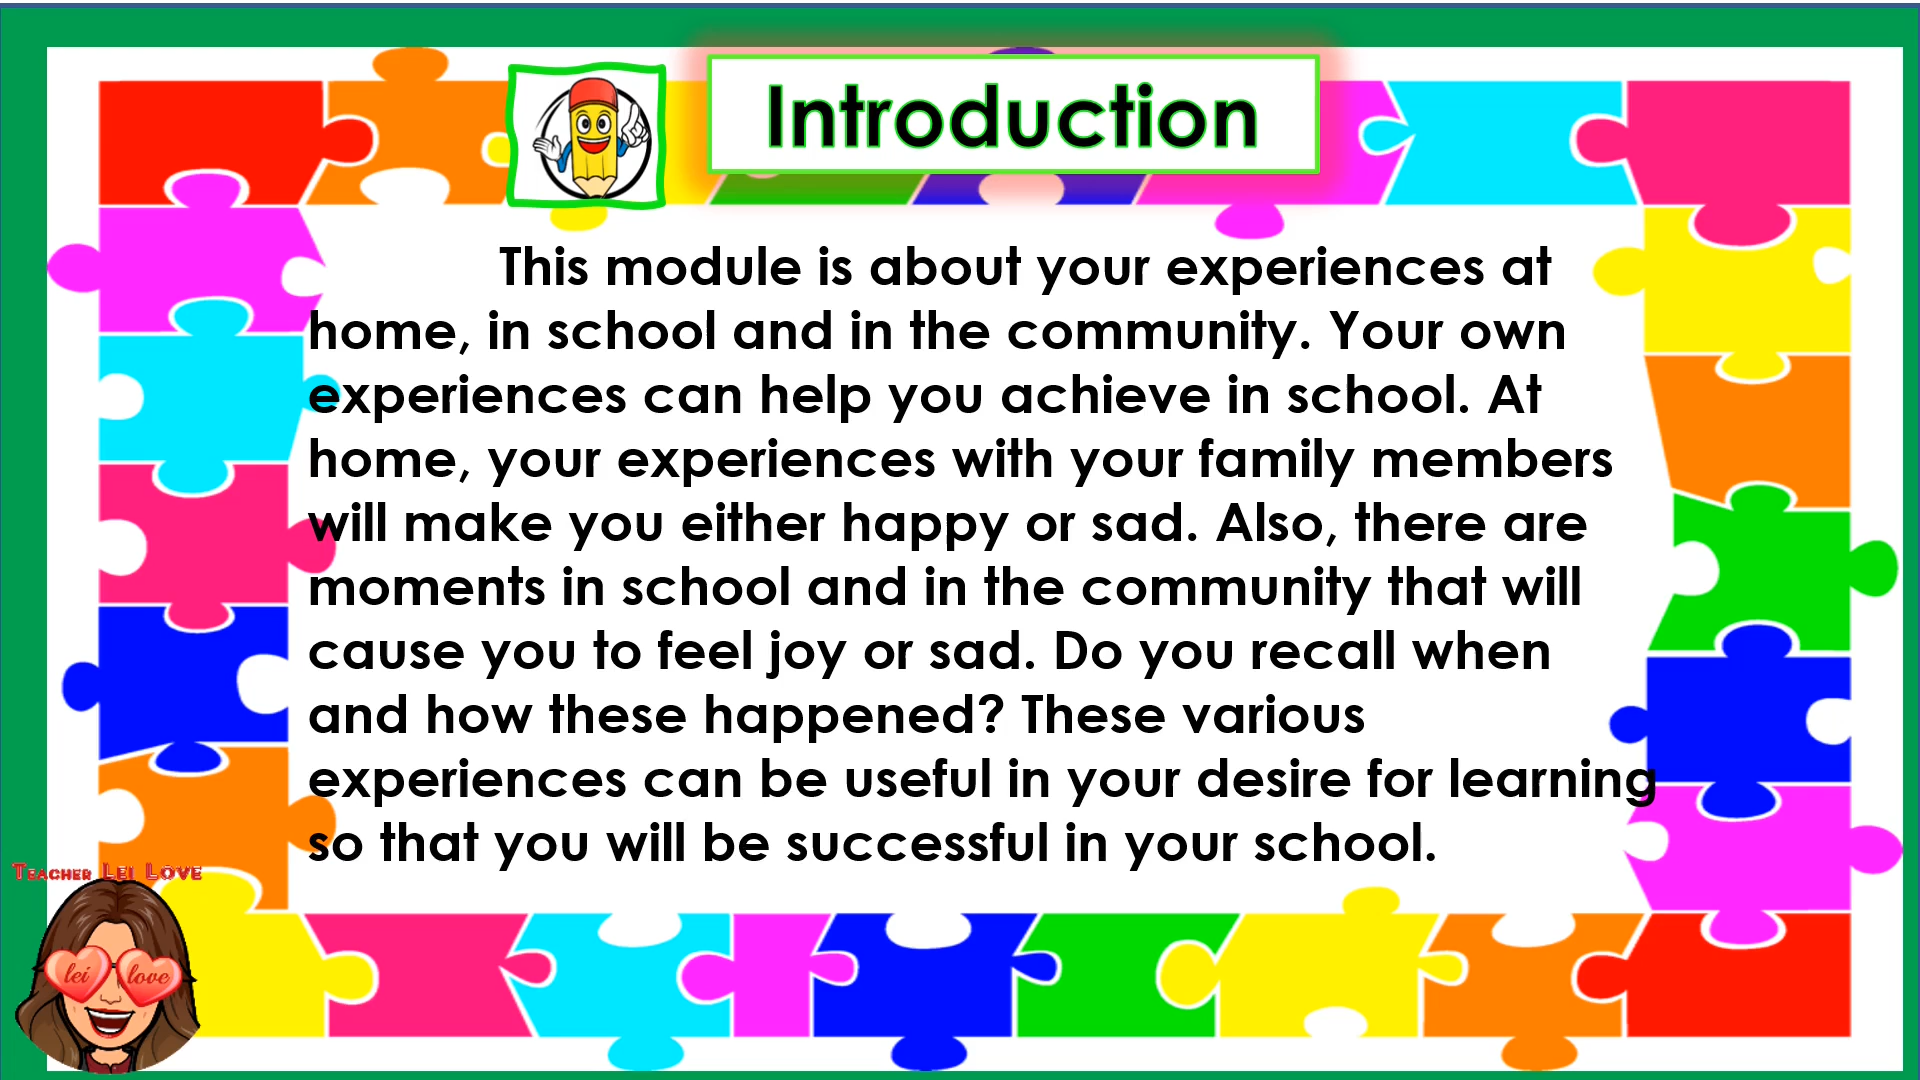 Introduction
This module is about your experiences at
home, in school and in the community. Your own
experiences can help you achieve in school. At
home, your experiences with your family members
will make you either happy or sad. Also, there are
moments in school and in the community that will
cause you to feel joy or sad. Do you recall when
and how these happened? These various
experiences can be useful in your desire for learning
so that you will be successful in your school.
TEACHER LEI LOVE
lei love